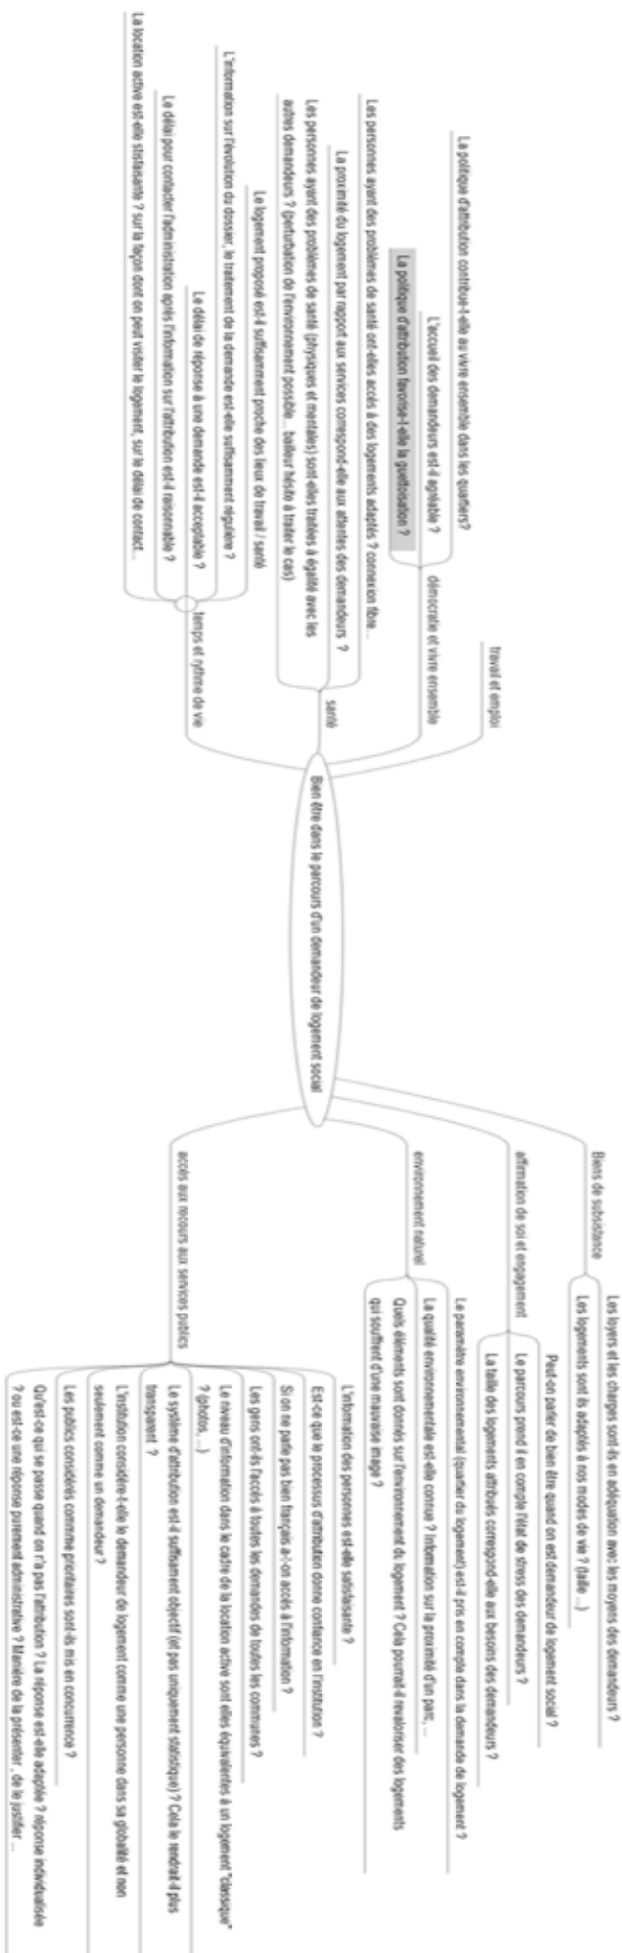 travail et emploi
La politique d'attribution contribue-t-elle au vivre ensemble dans les quartiers?
L'accueil des demandeurs est-il agréable ?
La politique d'attribution favorise-t-elle la guettoisation ?
démocratie et vivre ensemble
Les personnes ayant des problèmes de santé ont-elles accès à des logements adaptés ? connexion fibre...
La proximité du logement par rapport aux services correspond-elle aux attentes des demandeurs ?
Les personnes ayant des problèmes de santé (physiques et mentales) sont-elles traitées à égalité avec les
autres demandeurs ? (perturbation de l'environnement possible... bailleur hésite à traiter le cas)
santé
Le logement proposé est-il suffisamment proche des lieux de travail / santé
L'information sur l'évolution du dossier, le traitement de la demande est-elle suffisamment régulière ?
Le délai de réponse à une demande est-il acceptable ?
Le délai pour contacter l'administration après l'information sur l'attribution est-il raisonnable ?
La location active est-elle stisfaisante ? sur la façon dont on peut visiter le logement, sur le délai de contact...
temps et rythme de vie
Bien être dans le parcours d'un demandeur de logement social
Biens de subsistance
Les loyers et les charges sont-ils en adéquation avec les moyens des demandeurs ?
Les logements sont ils adaptés à nos modes de vie ? (taille ...)
affirmation de soi et engagement
Peut-on parler de bien être quand on est demandeur de logement social ?
Le parcours prend il en compte l'état de stress des demandeurs ?
La taille des logements attribués correspond-elle aux besons des demandeurs ?
environnement naturel
Le paramètre environnemental (quartier du logement) est-il pris en compte dans la demande de logement ?
La qualité environnementale est-elle connue ? Information sur la proximité d'un parc, ...
Quels éléments sont donnés sur l'environnement du logement ? Cela pourrait-il revaloriser des logements
qui souffrent d'une mauvaise image ?
accès aux recours aux services publics
L'information des personnes est-elle satisfaisante ?
Est-ce que le processus d'attribution donne confiance en l'institution ?
Si on ne parle pas bien français a-t-on accès à l'information ?
Les gens ont-ils l'accès à toutes les demandes de toutes les communes ?
Le niveau d'information dans le cadre de la location active sont elles équivalentes à un logement "classique"
? (photos, ...)
Le système d'attribution est-il suffisament objectif (et pas uniquement statistique) ? Cela le rendrait-il plus
transparent ?
L'institution considère-t-elle le demandeur de logement comme une personne dans sa globalité et non
seulement comme un demandeur ?
Les publics considérés commme prioritaires sont-ils mis en concurrence ?
Qu'est-ce qui se passe quand on n'a pas l'attribution ? La réponse est-elle adaptée ? réponse individualisée
? ou est-ce une réponse purement administrative ? Manière de la présenter , de le justifier ...